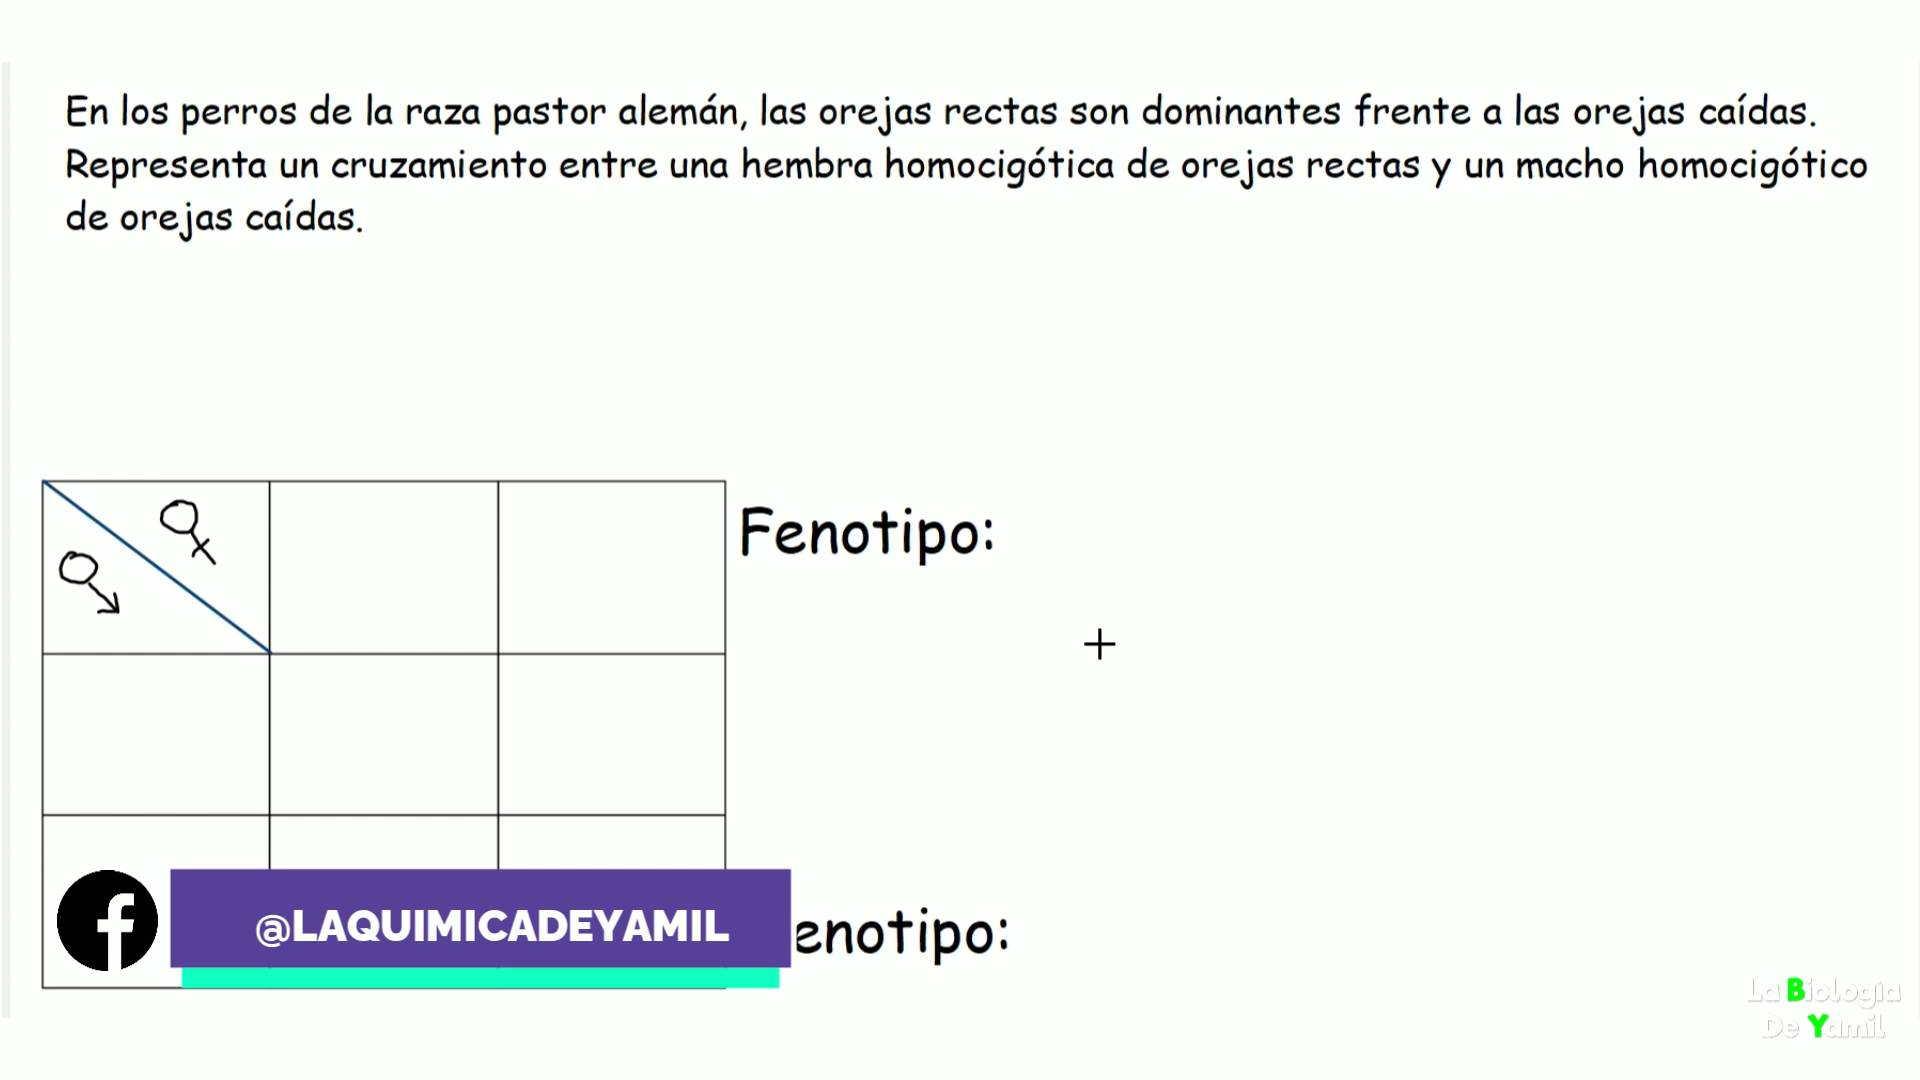 En los perros de la raza pastor alemán, las orejas rectas son dominantes frente a las orejas caídas.
Representa un cruzamiento entre una hembra homocigótica de orejas rectas y un macho homocigótico
de orejas caídas.
Fenotipo:
@LAQUIMICADEYAMIL
enotipo:
La Biología
De Yamil